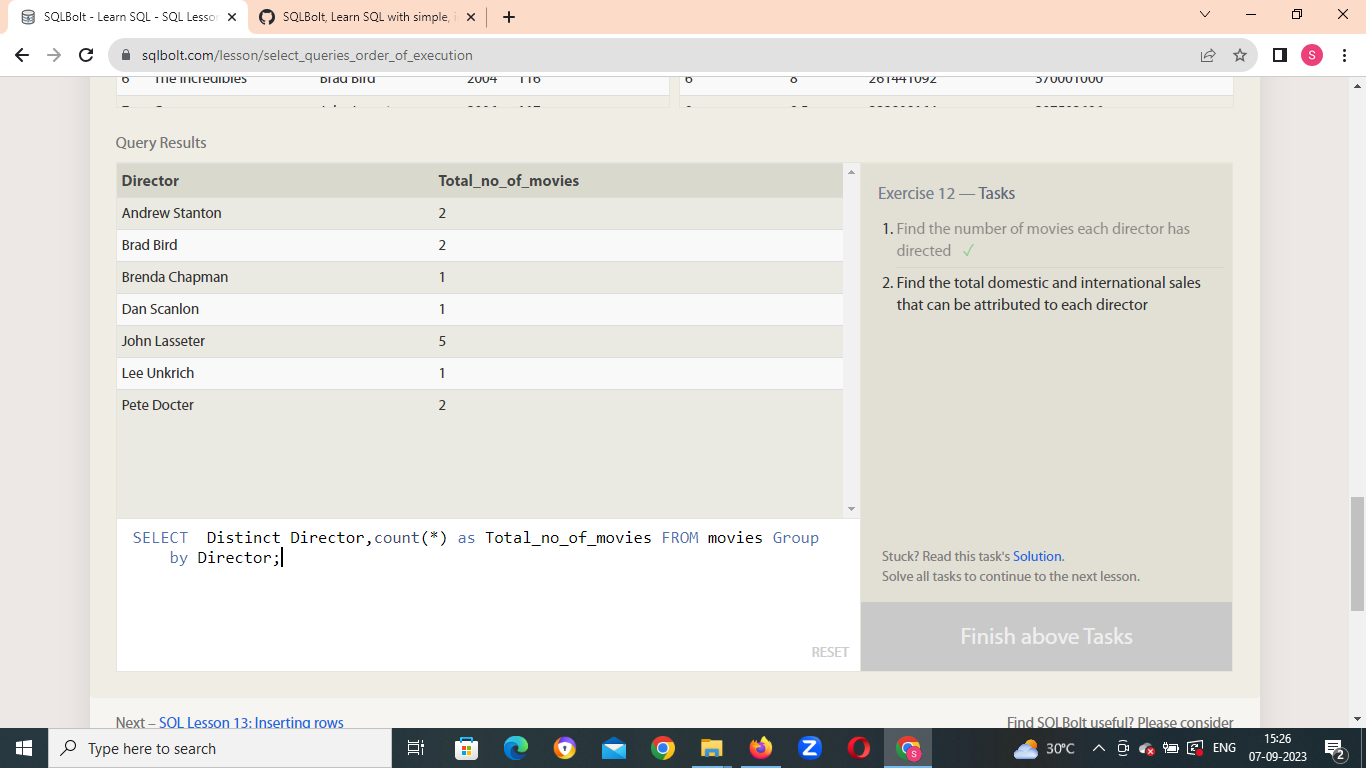 SQLBolt - Learn SQL - SQL Lesson
SQLBolt, Learn SQL with simple, i
sqlbolt.com/lesson/select_queries_order_of_execution
S
6 The Incredibles Brad Bird 2004 116
6 8 261441092 370001000
Query Results
Director Total_no_of_movies
Andrew Stanton 2
Brad Bird 2
Brenda Chapman 1
Dan Scanlon 1
John Lasseter 5
Lee Unkrich 1
Pete Docter 2
Exercise 12 — Tasks
1. Find the number of movies each director has
directed ✓
2. Find the total domestic and international sales
that can be attributed to each director
Stuck? Read this task's Solution.
Solve all tasks to continue to the next lesson.
Finish above Tasks
SELECT Distinct Director,count(*) as Total_no_of_movies FROM movies Group
by Director;
RESET
Next – SQL Lesson 13: Inserting rows
Find SQLBolt useful? Please consider
Type here to search
S
30°C
ENG
15:26
07-09-2023
2